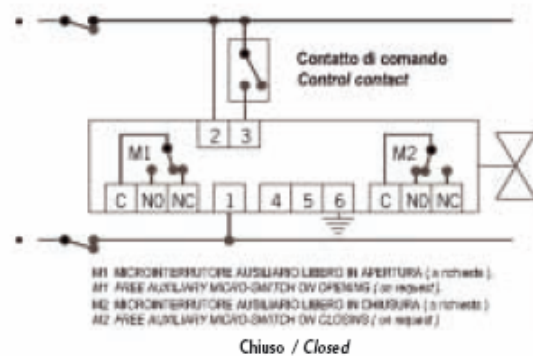 Contatto di comando
Control contact
2 3
M1
M2
C NO NC 1 4 5 6 C NO NC
M1 MICROINTERRUTTORE AUSILIARIO LIBERO IN APERTURA ( a richiesta ).
M1 FREE AUXILIARY MICRO-SWITCH ON OPENING ( on request ).
M2 MICROINTERRUTTORE AUSILIARIO LIBERO IN CHIUSURA ( a richiesta )
M2 FREE AUXILIARY MICRO-SWITCH ON CLOSING ( on request )
Chiuso / Closed